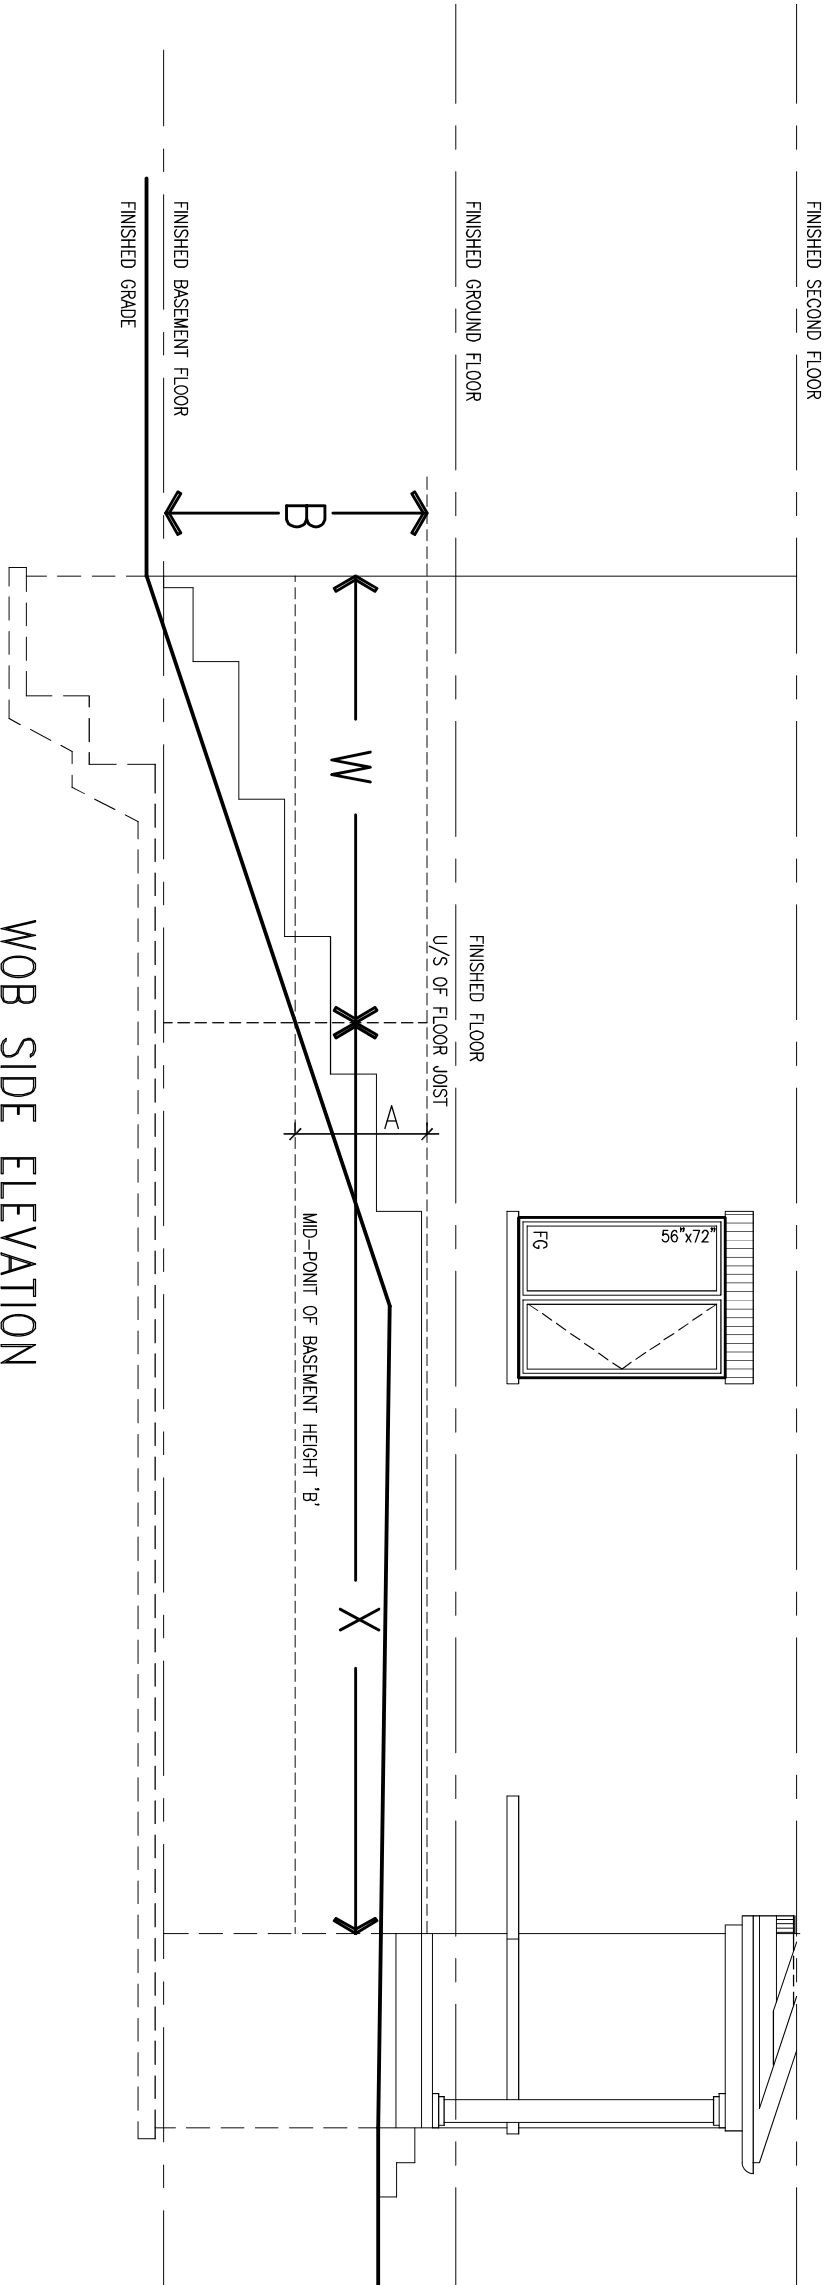 FINISHED SECOND FLOOR
56"x72"
FG
FINISHED GROUND FLOOR
FINISHED FLOOR
U/S OF FLOOR JOIST
A
B
W
X
MID-PONIT OF BASEMENT HEIGHT 'B'
FINISHED BASEMENT FLOOR
FINISHED GRADE
WOB SIDE ELEVATION